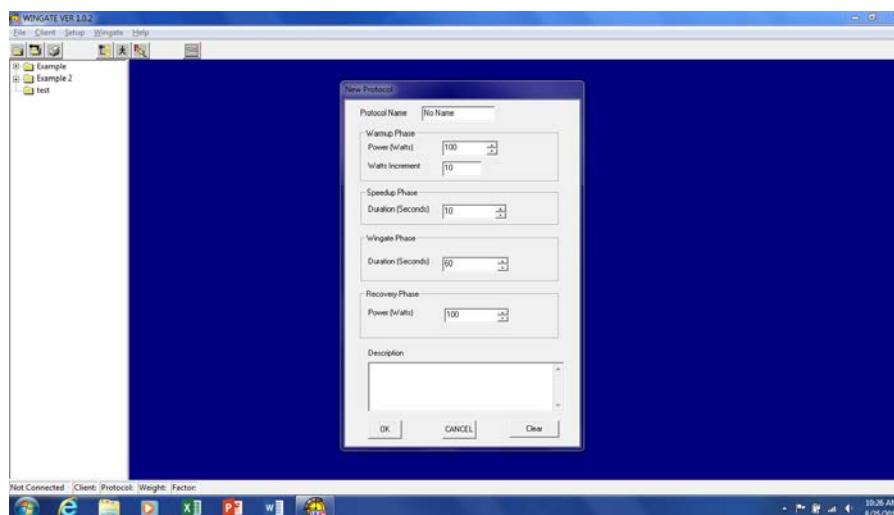 WINGATE VER 1.0.2
File Client Setup Wingate Help
Example
Example 2
test
New Protocol
Protocol Name No Name
Warmup Phase
Power (Watts) 100
Watts Increment 10
Speedup Phase
Duration (Seconds) 10
Wingate Phase
Duration (Seconds) 60
Recovery Phase
Power (Watts) 100
Description
OK CANCEL Clear
Not Connected Client: Protocol: Weight: Factor:
10:26 AM